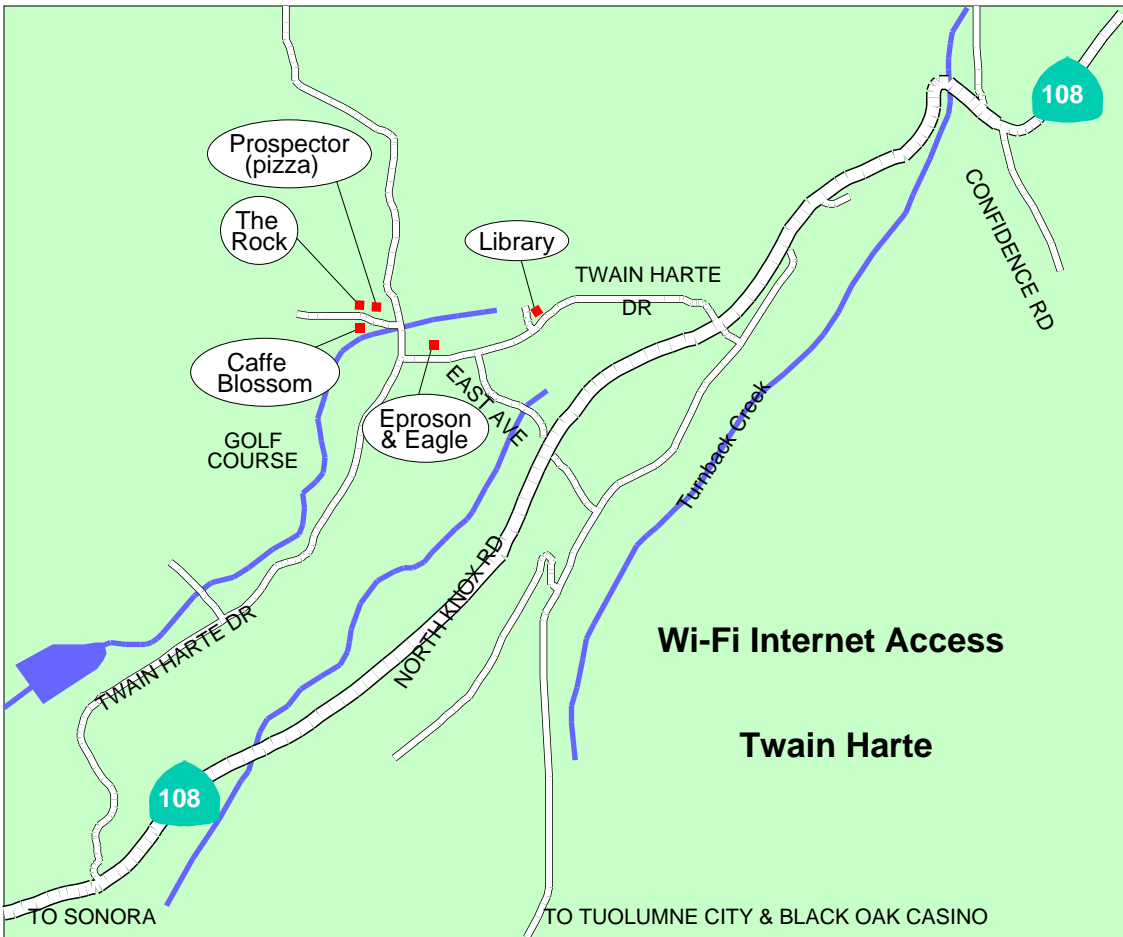 108
Prospector
(pizza)
The
Rock
Library
TWAIN HARTE
DR
CONFIDENCE RD
Caffe
Blossom
EAST AVE
Eproson
& Eagle
GOLF
COURSE
Turnback Creek
NORTH KNOX RD
TWAIN HARTE DR
Wi-Fi Internet Access
Twain Harte
108
TO SONORA
TO TUOLUMNE CITY & BLACK OAK CASINO